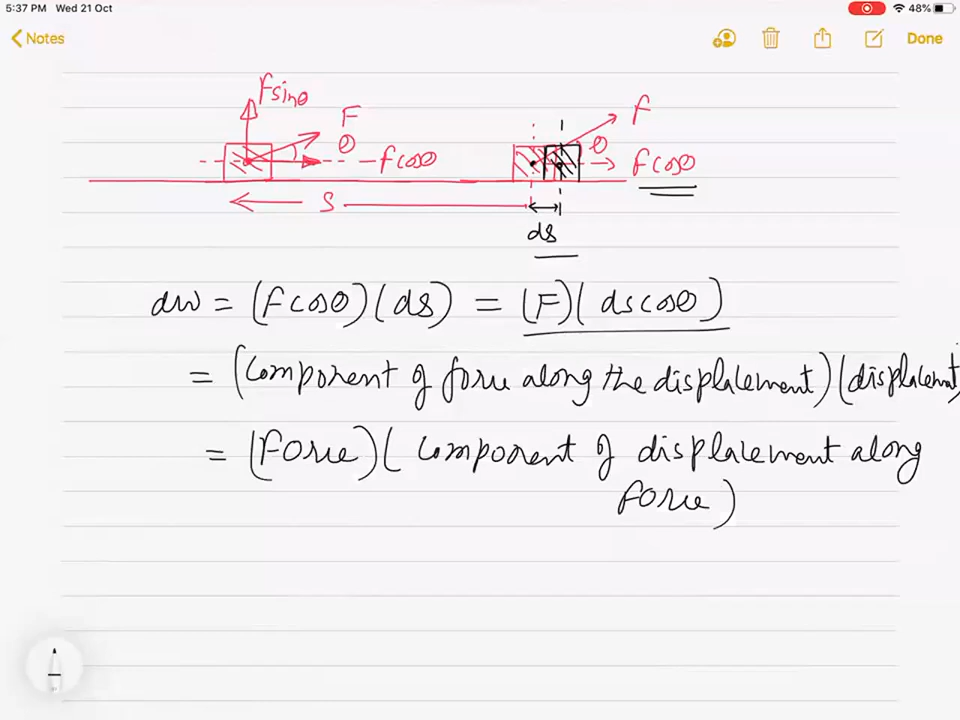 5:37 PM Wed 21 Oct
48%
Notes
Done
Fsinθ
F
θ
fcosθ
f
θ
fcosθ
S
ds
dw = (fcosθ)(ds) = (F)(dscosθ)
= (Component of force along the displacement)(displacement)
= (Force)(Component of displacement along
force)